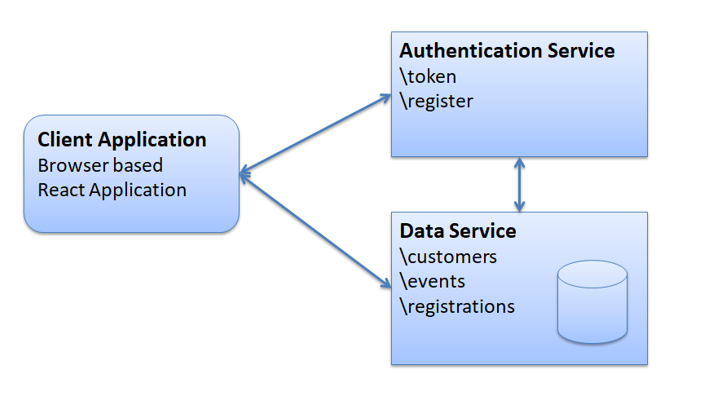 Authentication Service
\token
\register
Client Application
Browser based
React Application
Data Service
\customers
\events
\registrations